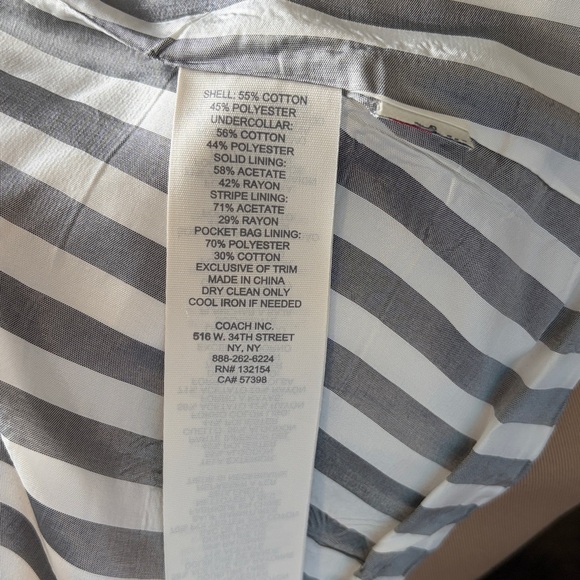 SHELL: 55% COTTON
45% POLYESTER
UNDERCOLLAR:
56% COTTON
44% POLYESTER
SOLID LINING:
58% ACETATE
42% RAYON
STRIPE LINING:
71% ACETATE
29% RAYON
POCKET BAG LINING:
70% POLYESTER
30% COTTON
EXCLUSIVE OF TRIM
MADE IN CHINA
DRY CLEAN ONLY
COOL IRON IF NEEDED
COACH INC.
516 W. 34TH STREET
NY, NY
888-262-6224
RN# 132154
CA# 57398